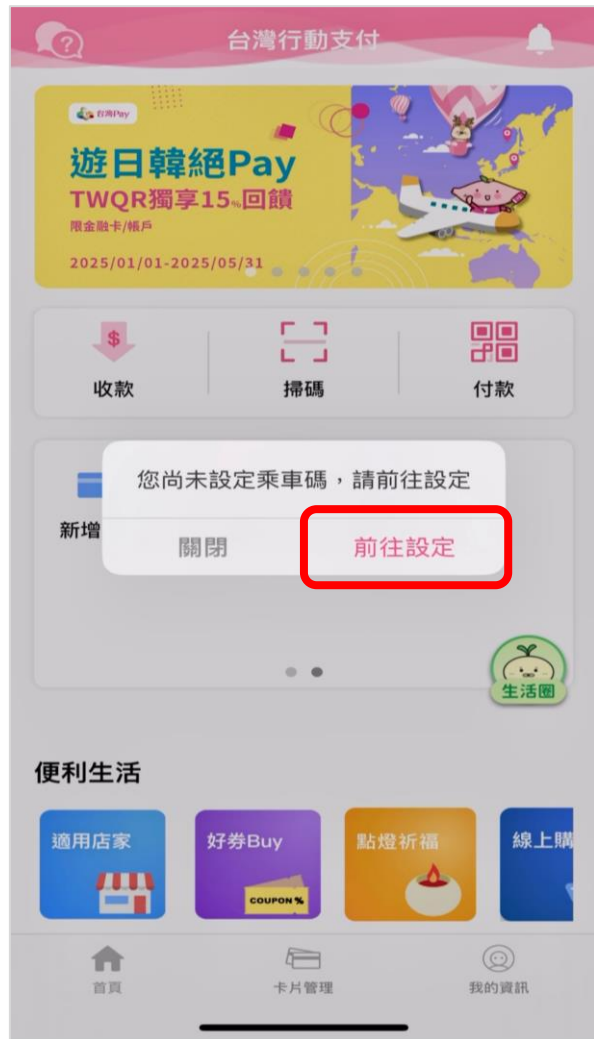 ?
台灣行動支付
台灣Pay
遊日韓絕Pay
TWQR獨享15%回饋
限金融卡/帳戶
2025/01/01-2025/05/31
$
收款
掃碼
付款
您尚未設定乘車碼，請前往設定
新增
關閉
前往設定
生活圈
便利生活
適用店家
好券Buy
點燈祈福
線上購
COUPON %
首頁
卡片管理
我的資訊